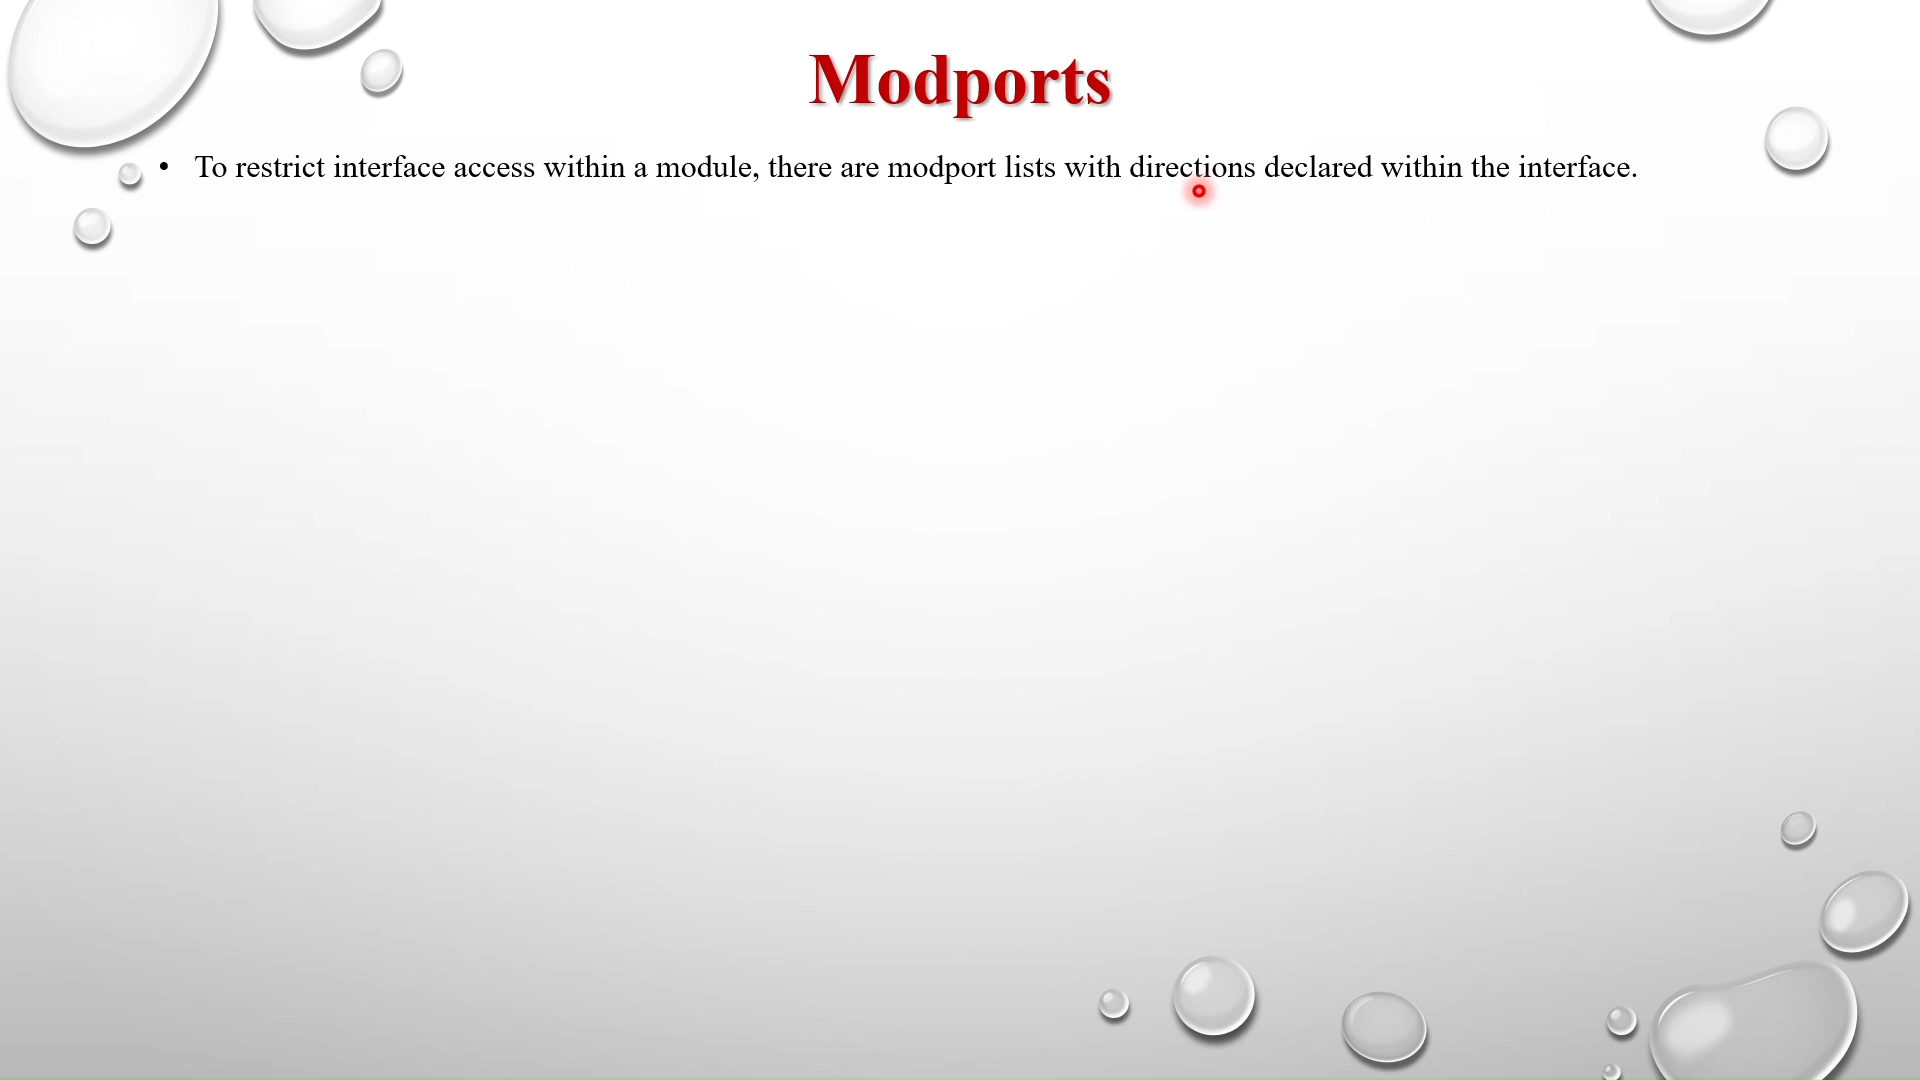 Modports
• To restrict interface access within a module, there are modport lists with directions declared within the interface.